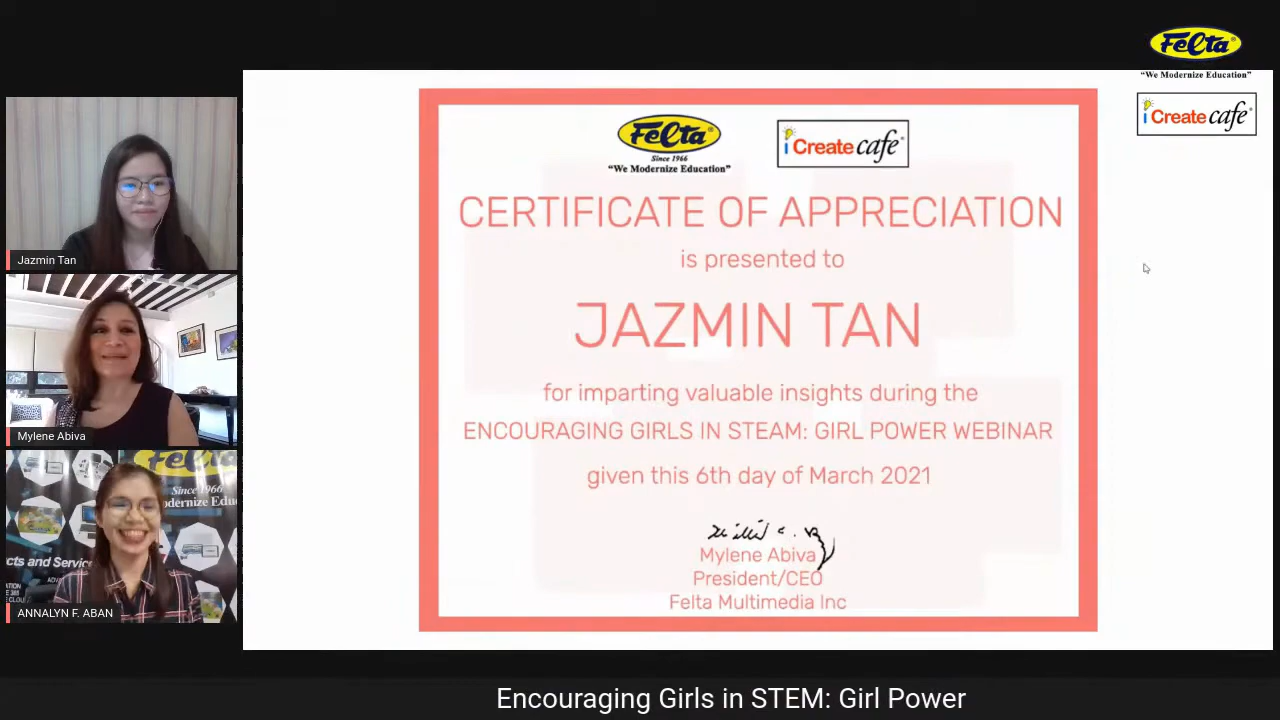 Felta
"We Modernize Education"
i Create cafe
Felta
Since 1966
"We Modernize Education"
i Create cafe
CERTIFICATE OF APPRECIATION
is presented to
JAZMIN TAN
for imparting valuable insights during the
ENCOURAGING GIRLS IN STEAM: GIRL POWER WEBINAR
given this 6th day of March 2021
Mylene Abiva
President/CEO
Felta Multimedia Inc
Jazmin Tan
Mylene Abiva
Felta
Since 1966
dernize Edu
cts and Servic
ANNALYN F. ABAN
Encouraging Girls in STEM: Girl Power